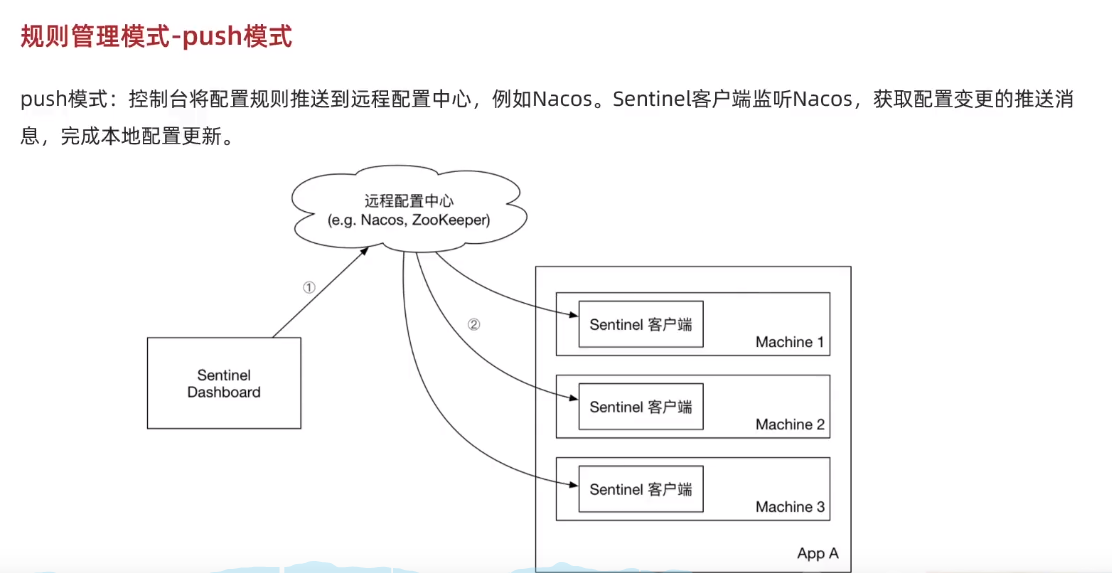 规则管理模式-push模式
push模式：控制台将配置规则推送到远程配置中心，例如Nacos。Sentinel客户端监听Nacos，获取配置变更的推送消
息，完成本地配置更新。
远程配置中心
(e.g. Nacos, ZooKeeper)
①
②
Sentinel
Dashboard
Sentinel 客户端
Machine 1
Sentinel 客户端
Machine 2
Sentinel 客户端
Machine 3
App A